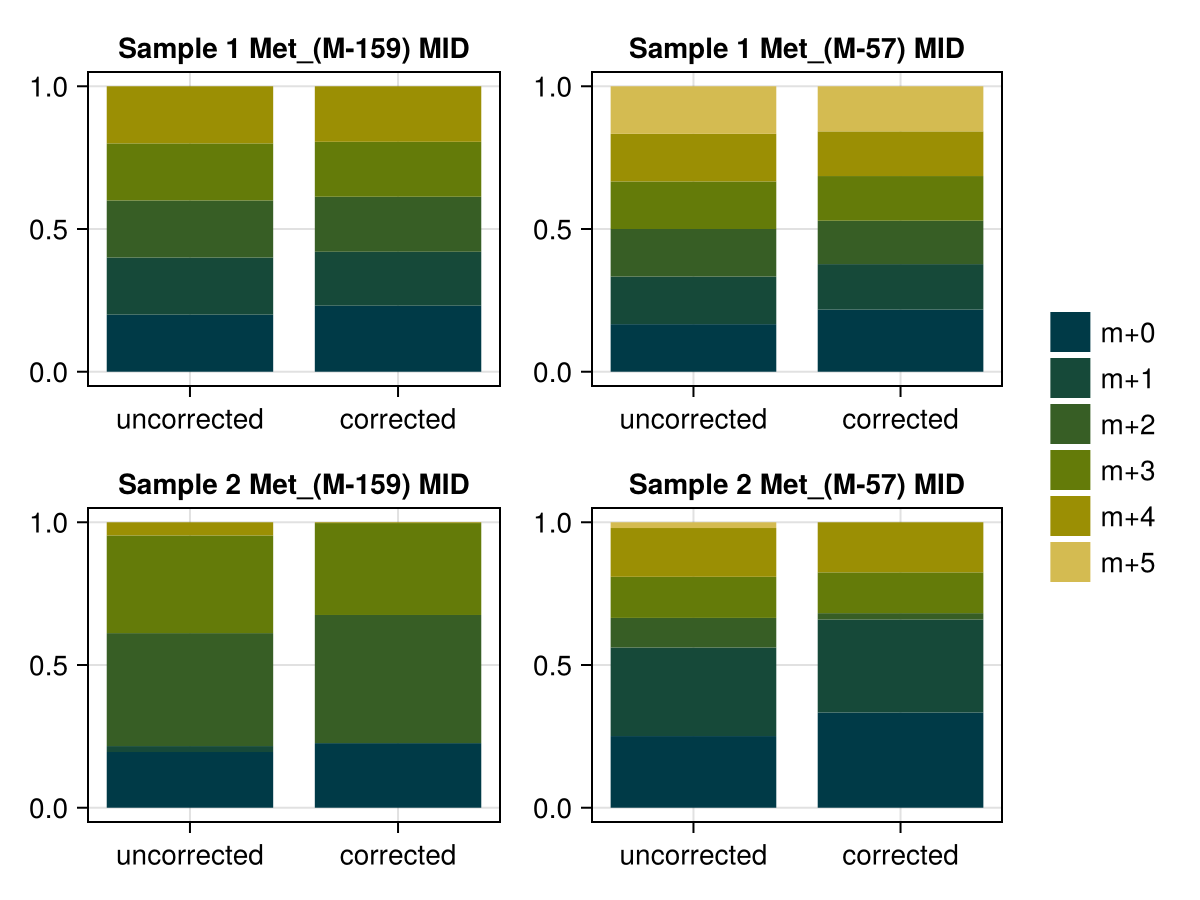 Sample 1 Met_(M-159) MID
1.0
0.5
0.0
uncorrected corrected
Sample 1 Met_(M-57) MID
1.0
0.5
0.0
uncorrected corrected
Sample 2 Met_(M-159) MID
1.0
0.5
0.0
uncorrected corrected
Sample 2 Met_(M-57) MID
1.0
0.5
0.0
uncorrected corrected
m+0
m+1
m+2
m+3
m+4
m+5